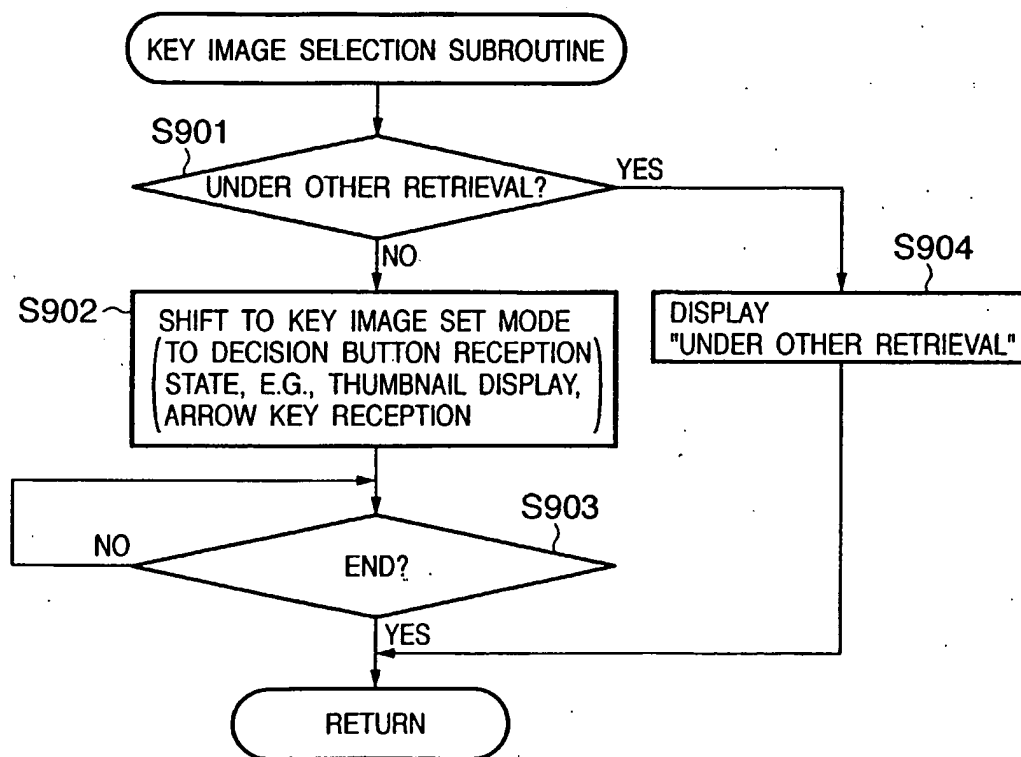 KEY IMAGE SELECTION SUBROUTINE
S901
UNDER OTHER RETRIEVAL?
YES
NO
S904
DISPLAY
"UNDER OTHER RETRIEVAL"
S902
SHIFT TO KEY IMAGE SET MODE
(TO DECISION BUTTON RECEPTION
STATE, E.G., THUMBNAIL DISPLAY,
ARROW KEY RECEPTION)
S903
NO
END?
YES
RETURN